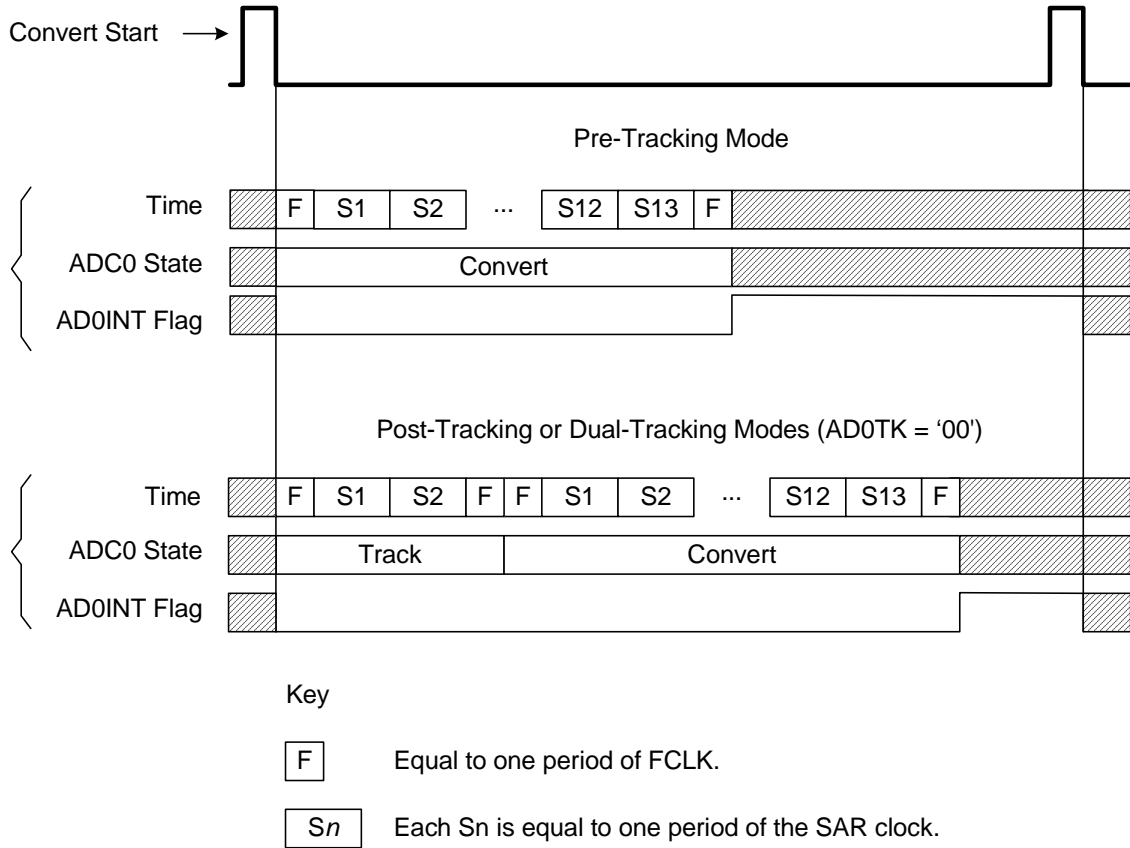 Convert Start
Pre-Tracking Mode
Time F S1 S2 ... S12 S13 F
ADC0 State Convert
AD0INT Flag
Post-Tracking or Dual-Tracking Modes (AD0TK = ‘00')
Time F S1 S2 F F S1 S2 ... S12 S13 F
ADC0 State Track Convert
AD0INT Flag
Key
F Equal to one period of FCLK.
Sn Each Sn is equal to one period of the SAR clock.